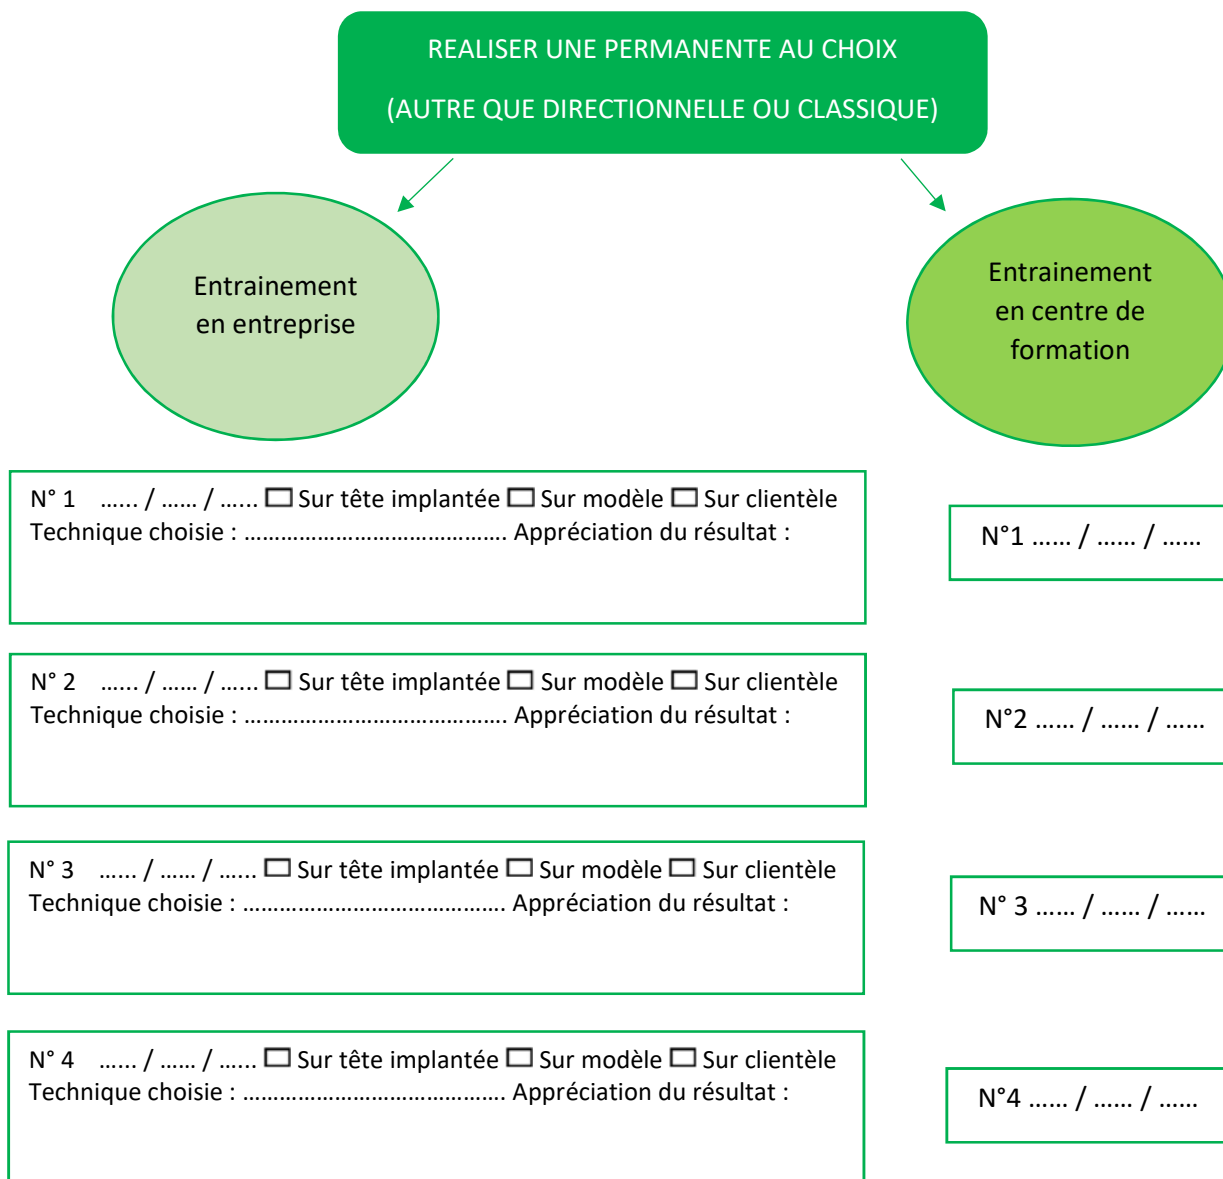 REALISER UNE PERMANENTE AU CHOIX
(AUTRE QUE DIRECTIONNELLE OU CLASSIQUE)
Entrainement
en entreprise
Entrainement
en centre de
formation
N° 1 …... / …… / …... ☐ Sur tête implantée ☐ Sur modèle ☐ Sur clientèle
Technique choisie : ……………………………………. Appréciation du résultat :
N°1 …… / …… / ……
N° 2 …... / …… / …... ☐ Sur tête implantée ☐ Sur modèle ☐ Sur clientèle
Technique choisie : ……………………………………. Appréciation du résultat :
N°2 …… / …… / ……
N° 3 …... / …… / …... ☐ Sur tête implantée ☐ Sur modèle ☐ Sur clientèle
Technique choisie : ……………………………………. Appréciation du résultat :
N° 3 …… / …… / ……
N° 4 …... / …… / …... ☐ Sur tête implantée ☐ Sur modèle ☐ Sur clientèle
Technique choisie : ……………………………………. Appréciation du résultat :
N°4 …… / …… / ……